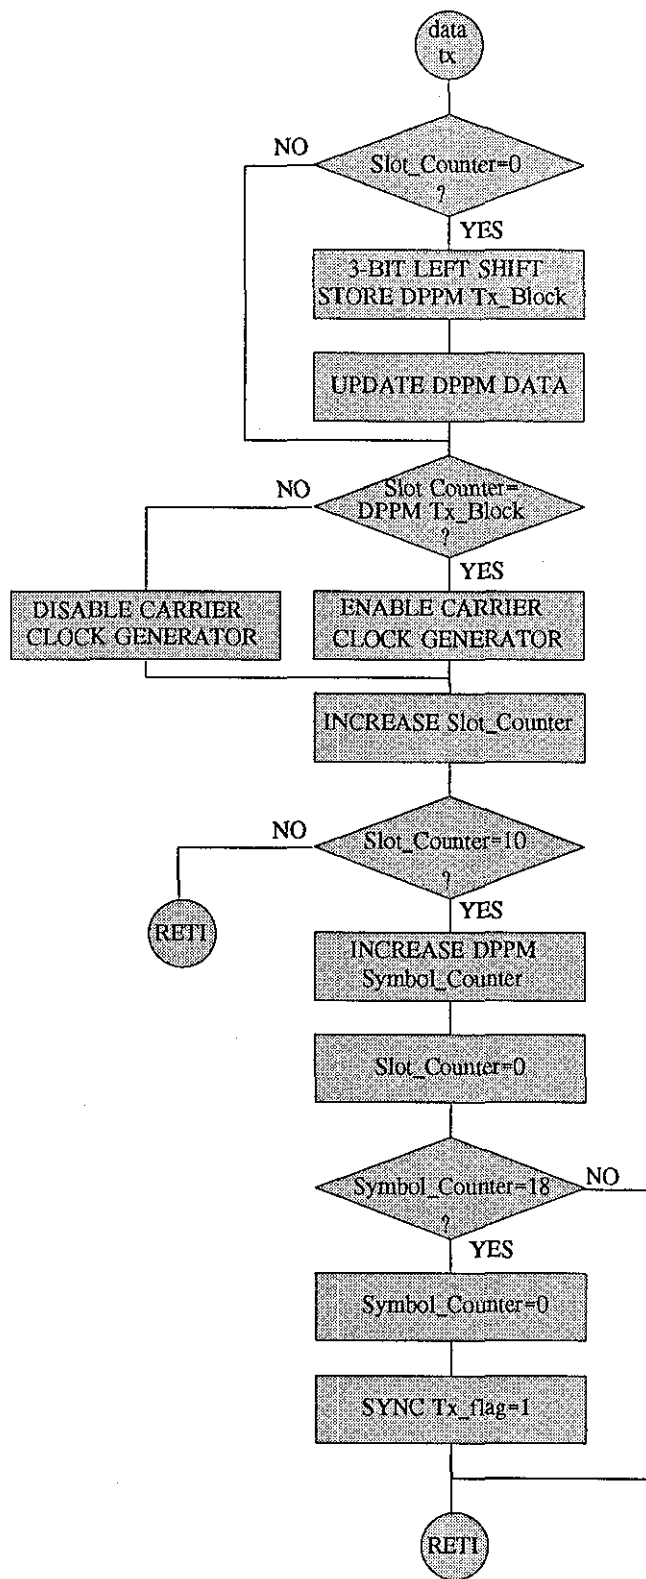 data
tx
NO
Slot_Counter=0
?
YES
3-BIT LEFT SHIFT
STORE DPPM Tx_Block
UPDATE DPPM DATA
NO
Slot Counter=
DPPM Tx_Block
?
YES
DISABLE CARRIER
CLOCK GENERATOR
ENABLE CARRIER
CLOCK GENERATOR
INCREASE Slot_Counter
NO
Slot_Counter=10
?
YES
RETI
INCREASE DPPM
Symbol_Counter
Slot_Counter=0
Symbol_Counter=18
NO
?
YES
Symbol_Counter=0
SYNC Tx_flag=1
RETI